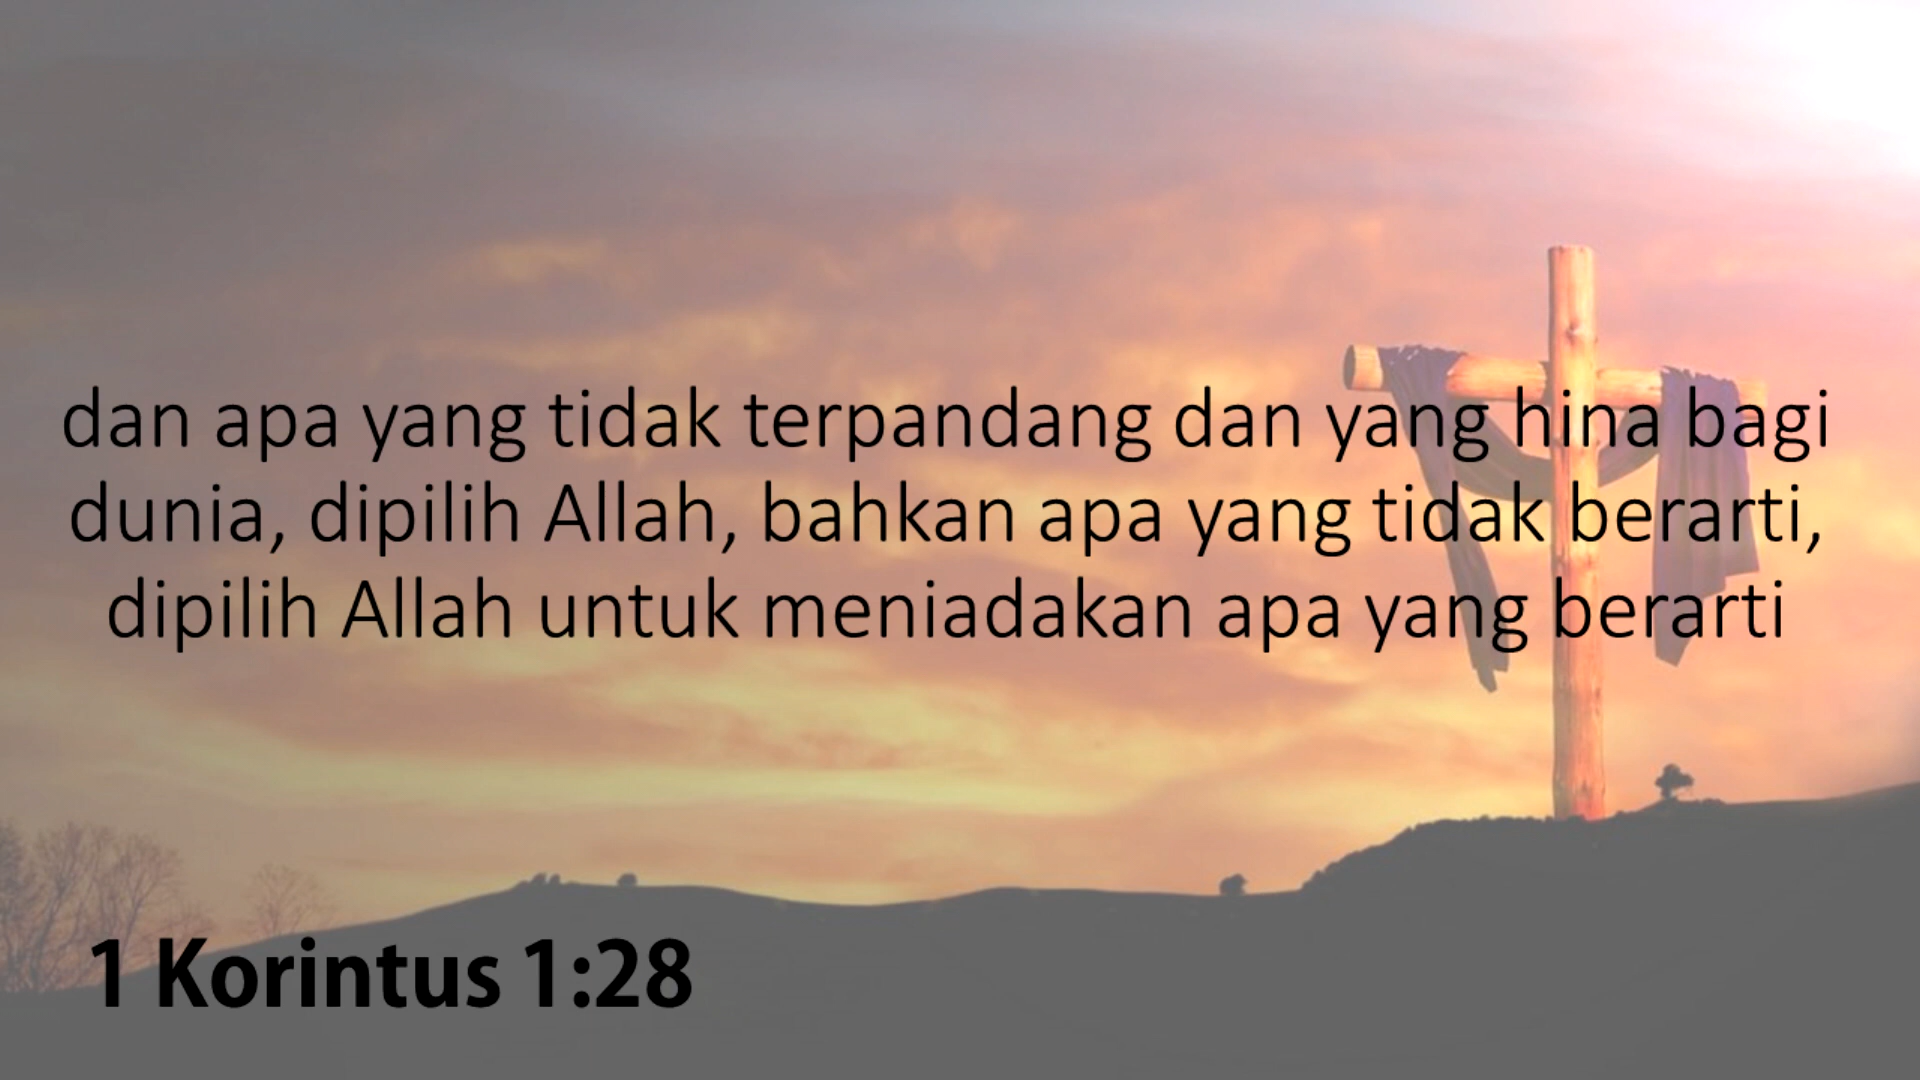 dan apa yang tidak terpandang dan yang hina bagi
dunia, dipilih Allah, bahkan apa yang tidak berarti,
dipilih Allah untuk meniadakan apa yang berarti
1 Korintus 1:28